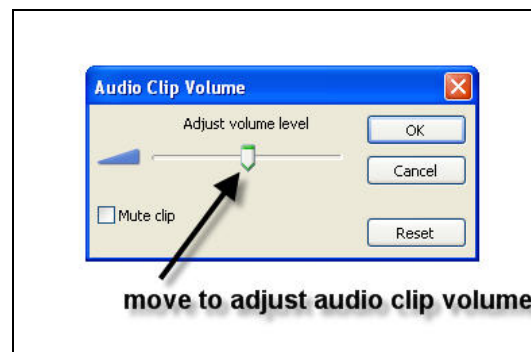 Audio Clip Volume
Adjust volume level
OK
Cancel
Mute clip
Reset
move to adjust audio clip volume